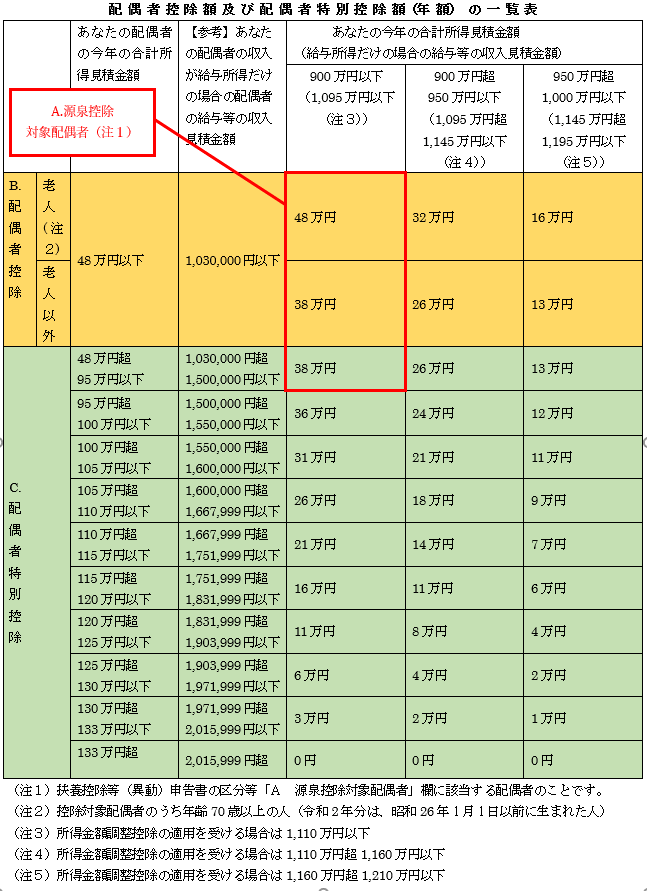 配偶者控除額及び配偶者特別控除額(年額) の一覧表
あなたの配偶者
の今年の合計所
得見積金額
【参考】あなた
の配偶者の収入
が給与所得だけ
の場合の配偶者
の給与等の収入
見積金額
あなたの今年の合計所得見積金額
(給与所得だけの場合の給与等の収入見積金額(
900万円以下
(1,095万円以下
(注3))
900万円超
950万円以下
(1,095万円超
1,145万円以下
(注4))
950万円超
1,000万円以下
(1,145万円超
1,195万円以下
(注5))
A.源泉控除
対象配偶者(注1)
B.
配
偶
者
控
除
老
人
(注
2)
48万円以下
1,030,000円以下
48万円
32万円
16万円
老
人
以
外
38万円
26万円
13万円
C.
配
偶
者
特
別
控
除
48万円超
95万円以下
1,030,000円超
1,500,000円以下
38万円
26万円
13万円
95万円超
100万円以下
1,500,000円超
1,550,000円以下
36万円
24万円
12万円
100万円超
105万円以下
1,550,000円超
1,600,000円以下
31万円
21万円
11万円
105万円超
110万円以下
1,600,000円超
1,667,999円以下
26万円
18万円
9万円
110万円超
115万円以下
1,667,999円超
1,751,999円以下
21万円
14万円
7万円
115万円超
120万円以下
1,751,999円超
1,831,999円以下
16万円
11万円
6万円
120万円超
125万円以下
1,831,999円超
1,903,999円以下
11万円
8万円
4万円
125万円超
130万円以下
1,903,999円超
1,971,999円以下
6万円
4万円
2万円
130万円超
133万円以下
1,971,999円超
2,015,999円以下
3万円
2万円
1万円
133万円超
2,015,999円超
0円
0円
0円
(注1)扶養控除等(異動)申告書の区分等「A 源泉控除対象配偶者」欄に該当する配偶者のことです。
(注2)控除対象配偶者のうち年齢70歳以上の人(令和2年分は、昭和26年1月1日以前に生まれた人)
(注3)所得金額調整控除の適用を受ける場合は1,110万円以下
(注4)所得金額調整控除の適用を受ける場合は1,110万円超1,160万円以下
(注5)所得金額調整控除の適用を受ける場合は1,160万円超1,210万円以下